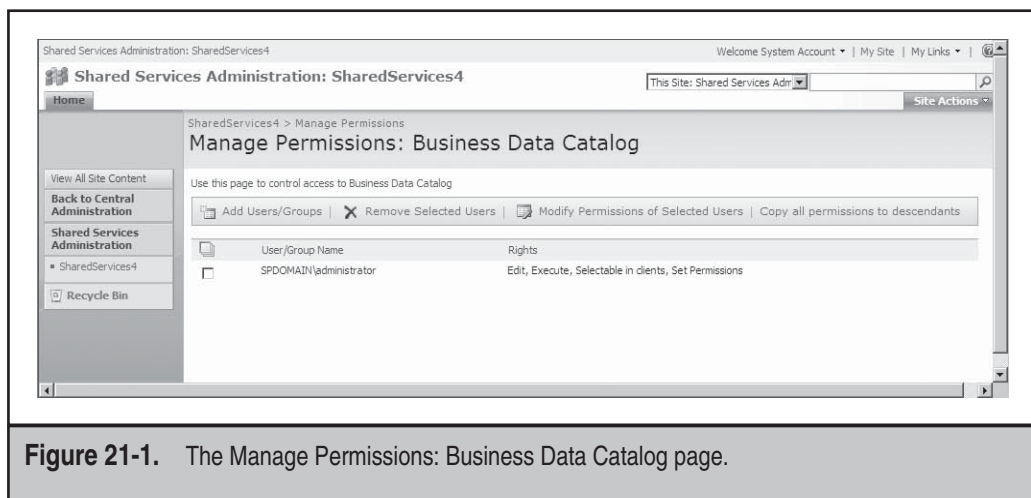 Shared Services Administration: SharedServices4
Welcome System Account | My Site | My Links |
Shared Services Administration: SharedServices4
This Site: Shared Services Adm
Home
Site Actions
SharedServices4 > Manage Permissions
Manage Permissions: Business Data Catalog
View All Site Content
Back to Central
Administration
Shared Services
Administration
SharedServices4
Recycle Bin
Use this page to control access to Business Data Catalog
Add Users/Groups | Remove Selected Users | Modify Permissions of Selected Users | Copy all permissions to descendants
User/Group Name Rights
SPDOMAIN\administrator Edit, Execute, Selectable in clients, Set Permissions
Figure 21-1. The Manage Permissions: Business Data Catalog page.